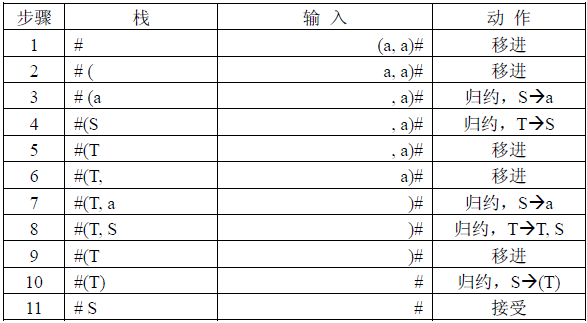 步骤 栈 输 入 动 作
1 # (a, a)# 移进
2 # ( a, a)# 移进
3 # (a , a)# 归约，S→a
4 #(S , a)# 归约，T→S
5 #(T , a)# 移进
6 #(T, a)# 移进
7 #(T, a )# 归约，S→a
8 #(T, S )# 归约，T→T, S
9 #(T )# 移进
10 #(T) # 归约，S→(T)
11 # S # 接受